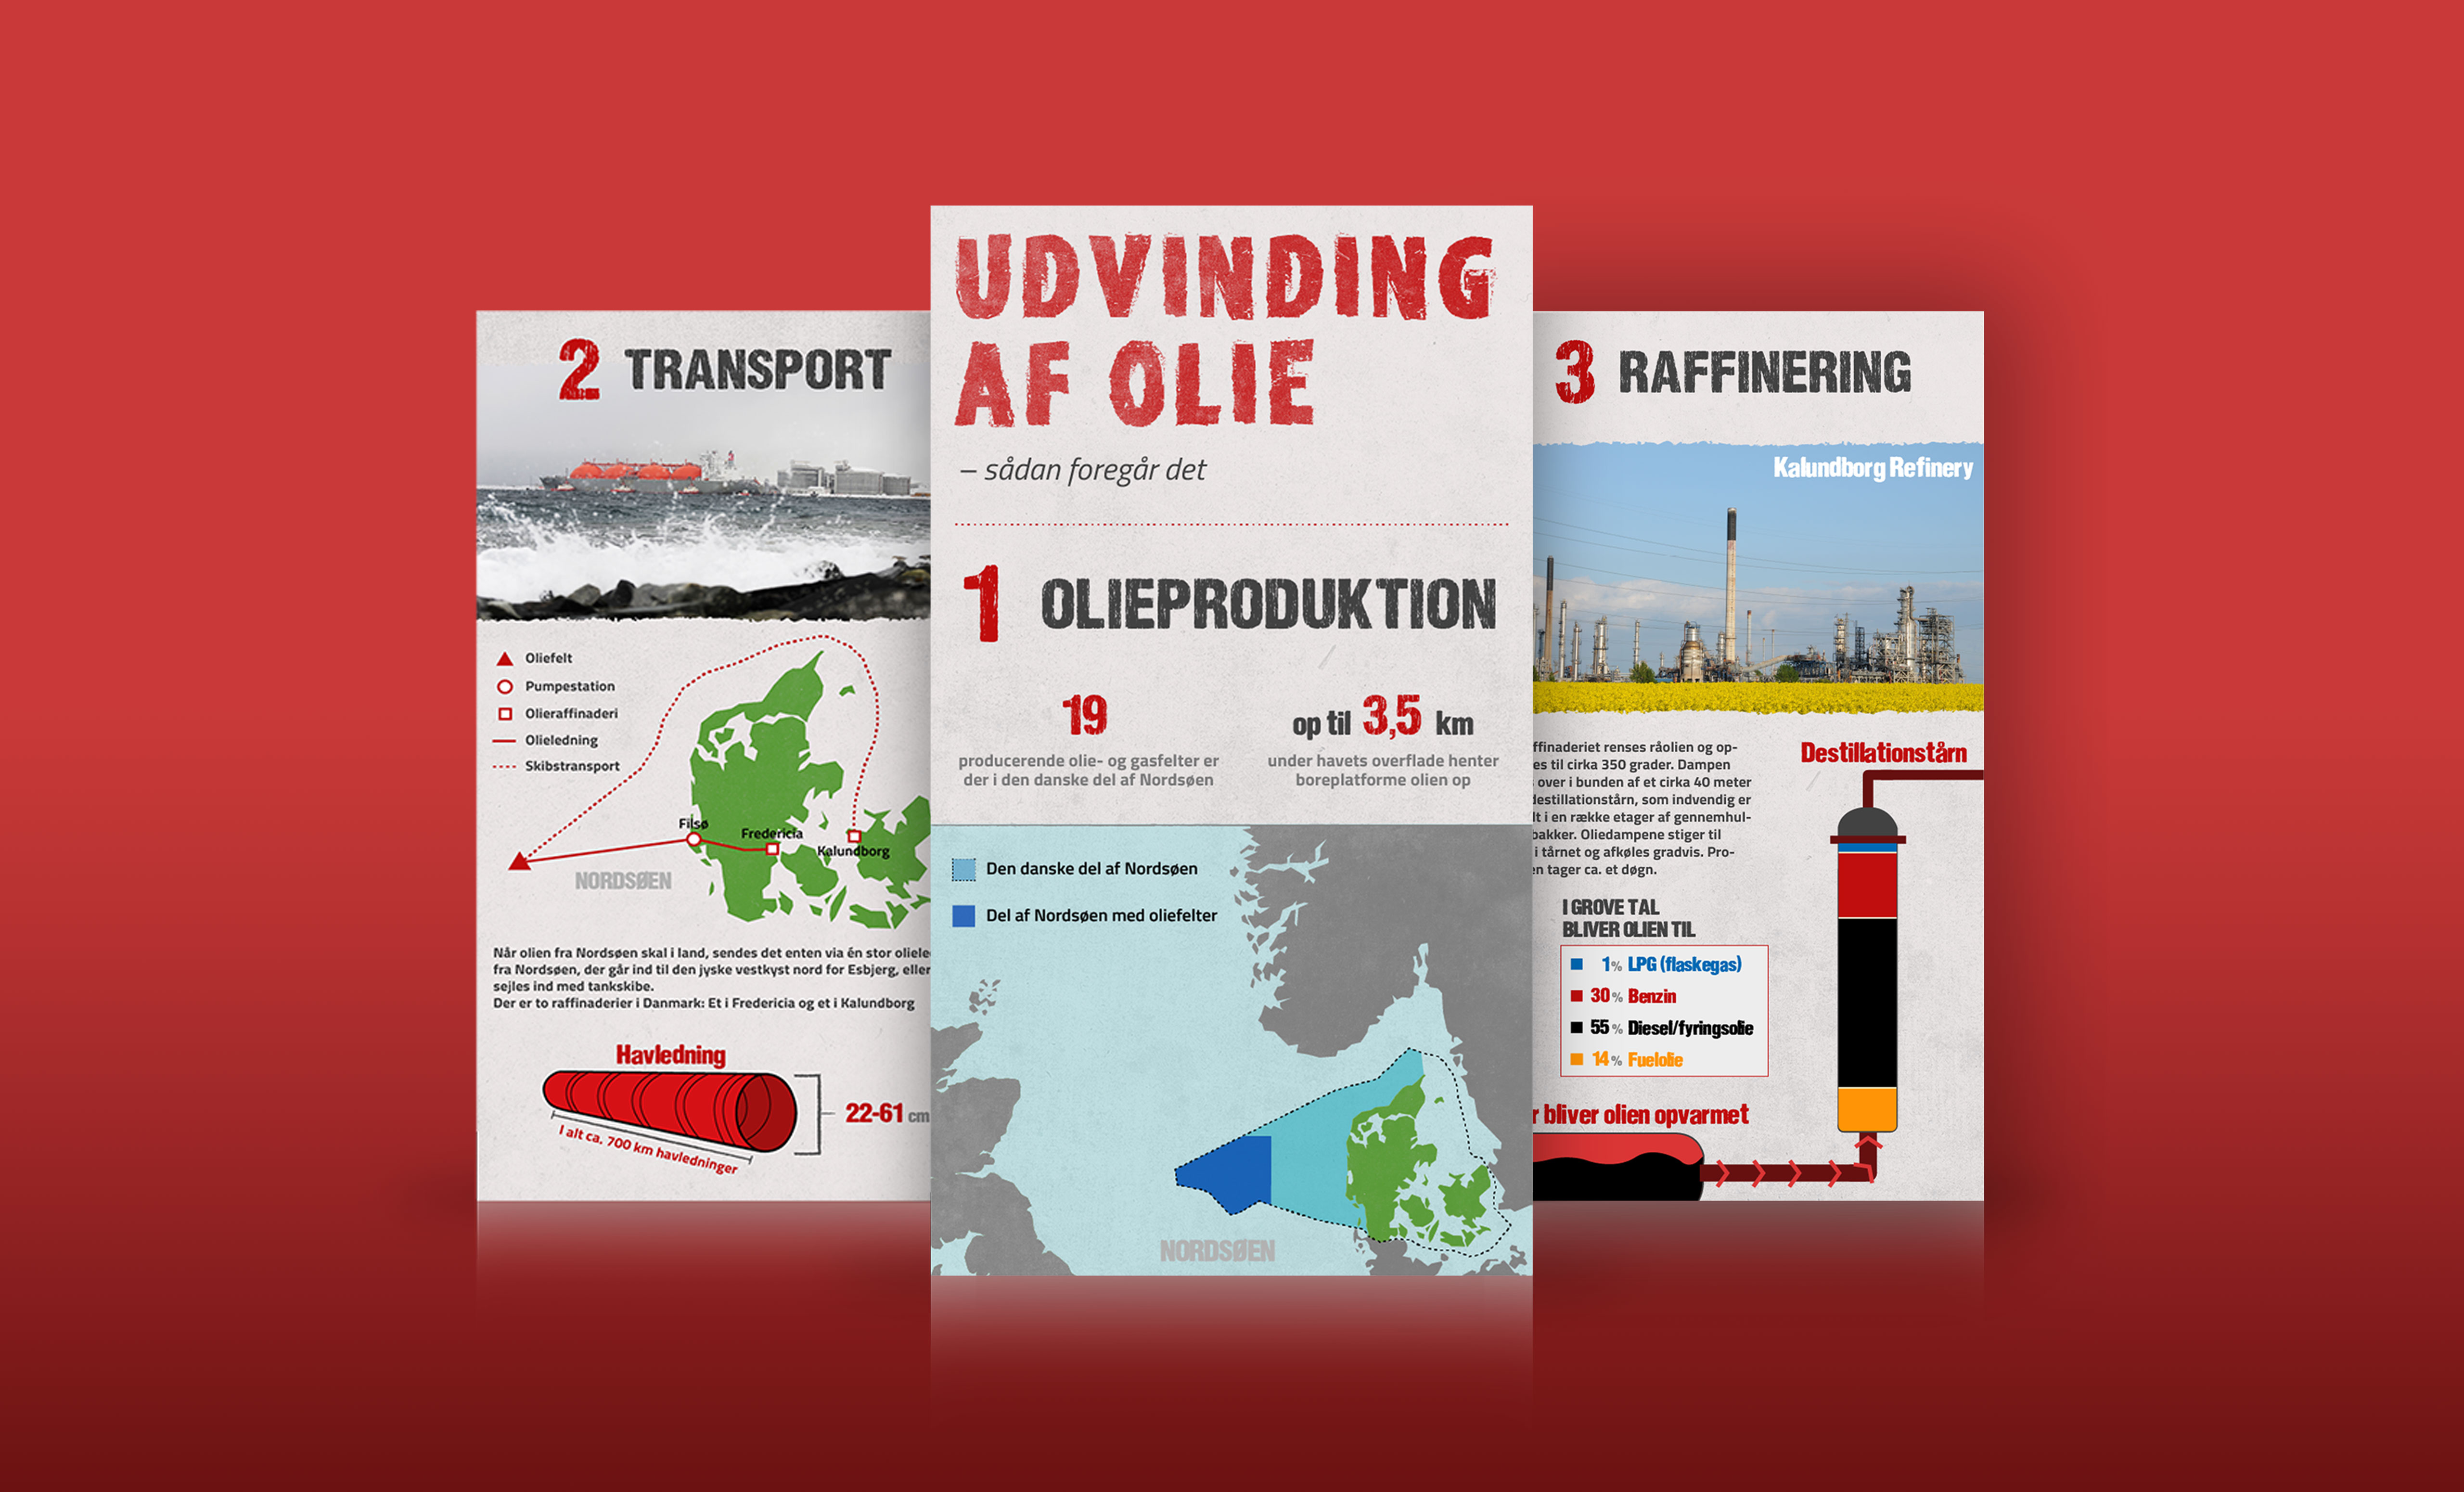 UDVINDING
AF OLIE
– sådan foregår det
1 OLIEPRODUKTION
19
producerende olie- og gasfelter er
der i den danske del af Nordsøen
op til 3,5 km
under havets overflade henter
boreplatforme olien op
Den danske del af Nordsøen
Del af Nordsøen med oliefelter
NORDSØEN
2 TRANSPORT
Oliefelt
Pumpestation
Olieraffinaderi
Olieledning
Skibstransport
Filsø
Fredericia
Kalundborg
NORDSØEN
Når olien fra Nordsøen skal i land, sendes det enten via én stor
fra Nordsøen, der går ind til den jyske vestkyst nord for Esbjerg, eller
sejles ind med tankskibe.
Der er to raffinaderier i Danmark: Et i Fredericia og et i Kalundborg
Havledning
22-61 cm
I alt ca. 700 km havledninger
3 RAFFINERING
Kalundborg Refinery
renses råolien og op-
til cirka 350 grader. Dampen
over i bunden af et cirka 40 meter
destillationstårn, som indvendig er
i en række etager af gennemhul-
bakker. Oliedampene stiger til
i tårnet og afkøles gradvis. Pro-
tager ca. et døgn.
Destillationstårn
I GROVE TAL
BLIVER OLIEN TIL
1% LPG (flaskegas)
30% Benzin
55% Diesel/fyringsolie
14% Fuelolie
bliver olien opvarmet